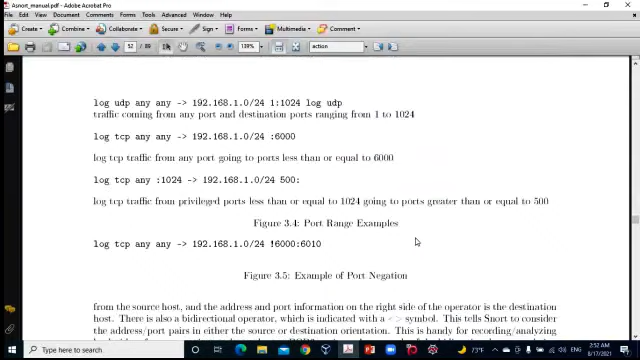 Asnort_manual.pdf - Adobe Acrobat Pro
File Edit View Document Comments Forms Tools Advanced Window Help
Create Combine Collaborate Secure Sign Forms Multimedia Comment
52 / 89 139% action
log udp any any -> 192.168.1.0/24 1:1024 log udp
traffic coming from any port and destination ports ranging from 1 to 1024
log tcp any any -> 192.168.1.0/24 :6000
log tcp traffic from any port going to ports less than or equal to 6000
log tcp any :1024 -> 192.168.1.0/24 500:
log tcp traffic from privileged ports less than or equal to 1024 going to ports greater than or equal to 500
Figure 3.4: Port Range Examples
log tcp any any -> 192.168.1.0/24 !6000:6010
Figure 3.5: Example of Port Negation
from the source host, and the address and port information on the right side of the operator is the destination
host. There is also a bidirectional operator, which is indicated with a <> symbol. This tells Snort to consider
the address/port pairs in either the source or destination orientation. This is handy for recording/analyzing
73°F 2:52 AM
8/17/2021